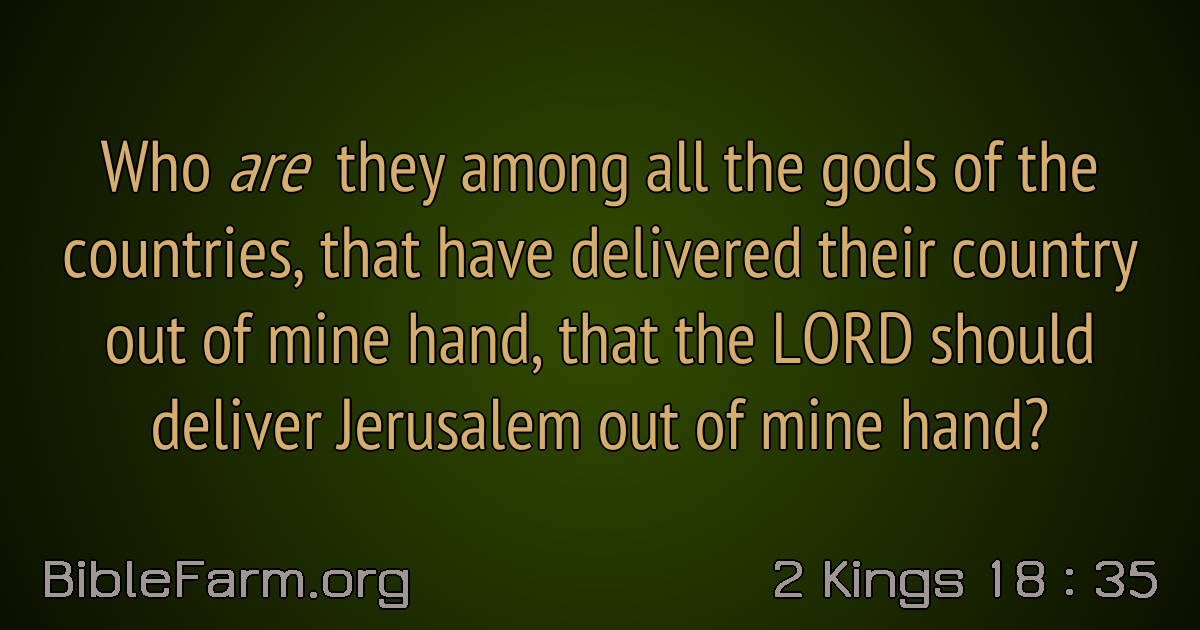 Who are they among all the gods of the
countries, that have delivered their country
out of mine hand, that the LORD should
deliver Jerusalem out of mine hand?
BibleFarm.org
2 Kings 18 : 35